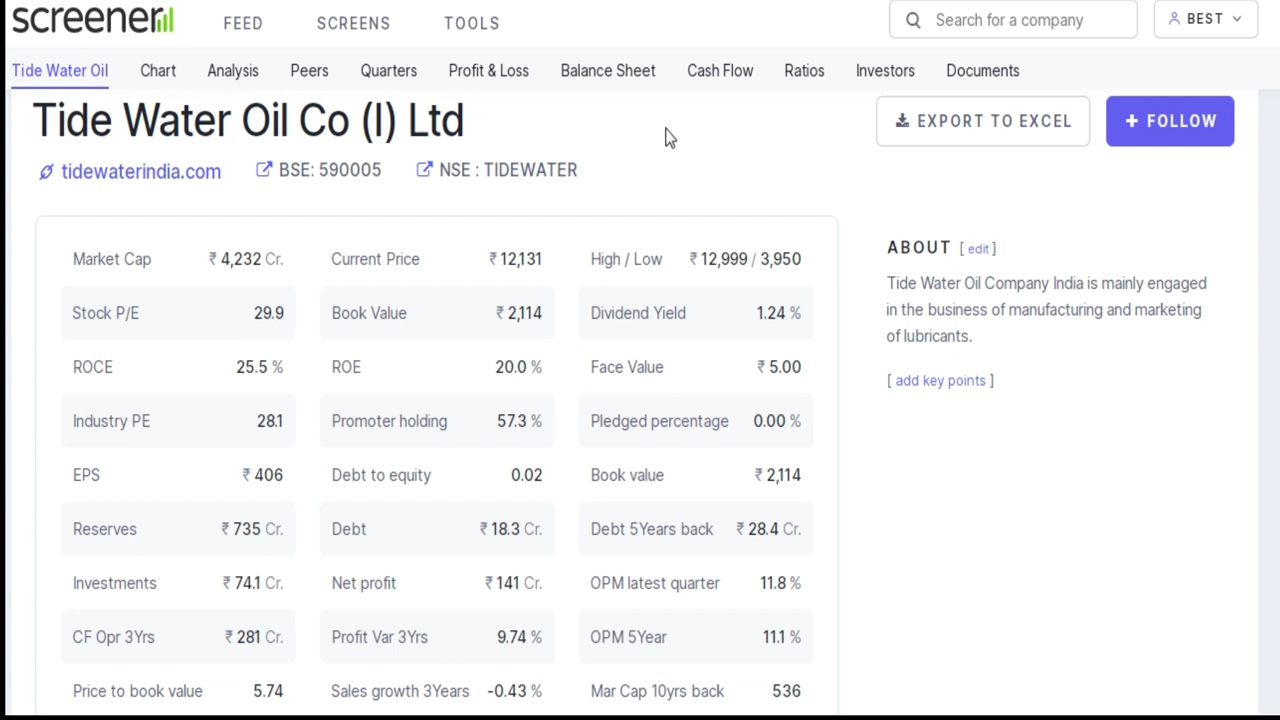 screener
FEED SCREENS TOOLS
Search for a company
BEST
Tide Water Oil Chart Analysis Peers Quarters Profit & Loss Balance Sheet Cash Flow Ratios Investors Documents
Tide Water Oil Co (I) Ltd
EXPORT TO EXCEL
+ FOLLOW
tidewaterindia.com BSE: 590005 NSE : TIDEWATER
Market Cap ₹ 4,232 Cr. Current Price ₹ 12,131 High / Low ₹ 12,999 / 3,950
Stock P/E 29.9 Book Value ₹ 2,114 Dividend Yield 1.24 %
ROCE 25.5 % ROE 20.0 % Face Value ₹ 5.00
Industry PE 28.1 Promoter holding 57.3 % Pledged percentage 0.00 %
EPS ₹ 406 Debt to equity 0.02 Book value ₹ 2,114
Reserves ₹ 735 Cr. Debt ₹ 18.3 Cr. Debt 5Years back ₹ 28.4 Cr.
Investments ₹ 74.1 Cr. Net profit ₹ 141 Cr. OPM latest quarter 11.8 %
CF Opr 3Yrs ₹ 281 Cr. Profit Var 3Yrs 9.74 % OPM 5Year 11.1 %
Price to book value 5.74 Sales growth 3Years -0.43 % Mar Cap 10yrs back 536
ABOUT [ edit ]
Tide Water Oil Company India is mainly engaged
in the business of manufacturing and marketing
of lubricants.
[ add key points ]